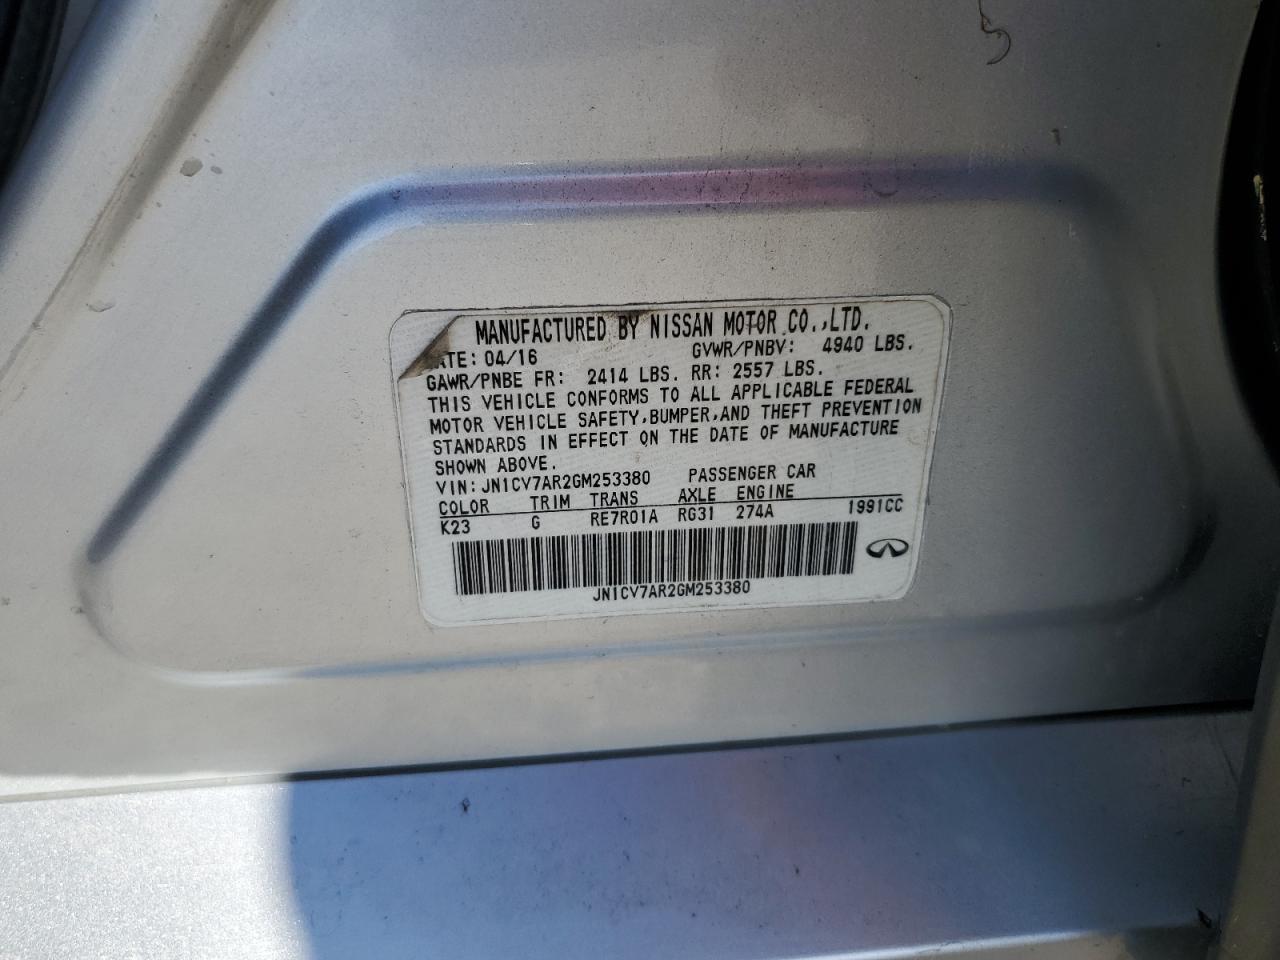 MANUFACTURED BY NISSAN MOTOR CO.,LTD.
ATE: 04/16 GVWR/PNBV: 4940 LBS.
GAWR/PNBE FR: 2414 LBS. RR: 2557 LBS.
THIS VEHICLE CONFORMS TO ALL APPLICABLE FEDERAL
MOTOR VEHICLE SAFETY,BUMPER,AND THEFT PREVENTION
STANDARDS IN EFFECT ON THE DATE OF MANUFACTURE
SHOWN ABOVE.
VIN:JN1CV7AR2GM253380 PASSENGER CAR
COLOR TRIM TRANS AXLE ENGINE
K23 G RE7R01A RG31 274A 1991CC
JN1CV7AR2GM253380